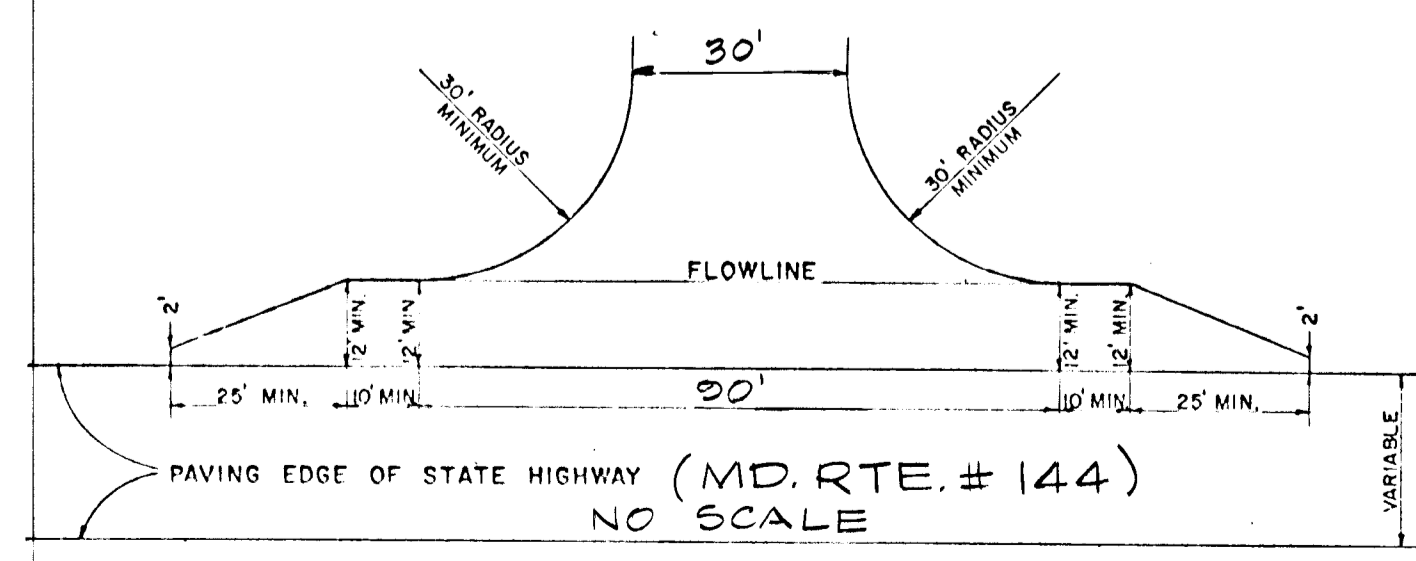 30'
30' RADIUS
MINIMUM
30' RADIUS
MINIMUM
FLOWLINE
2'
12' MIN.
12' MIN.
12' MIN.
12' MIN.
2'
25' MIN.
10' MIN.
90'
10' MIN.
25' MIN.
PAVING EDGE OF STATE HIGHWAY (MD. RTE. # 144)
NO SCALE
VARIABLE